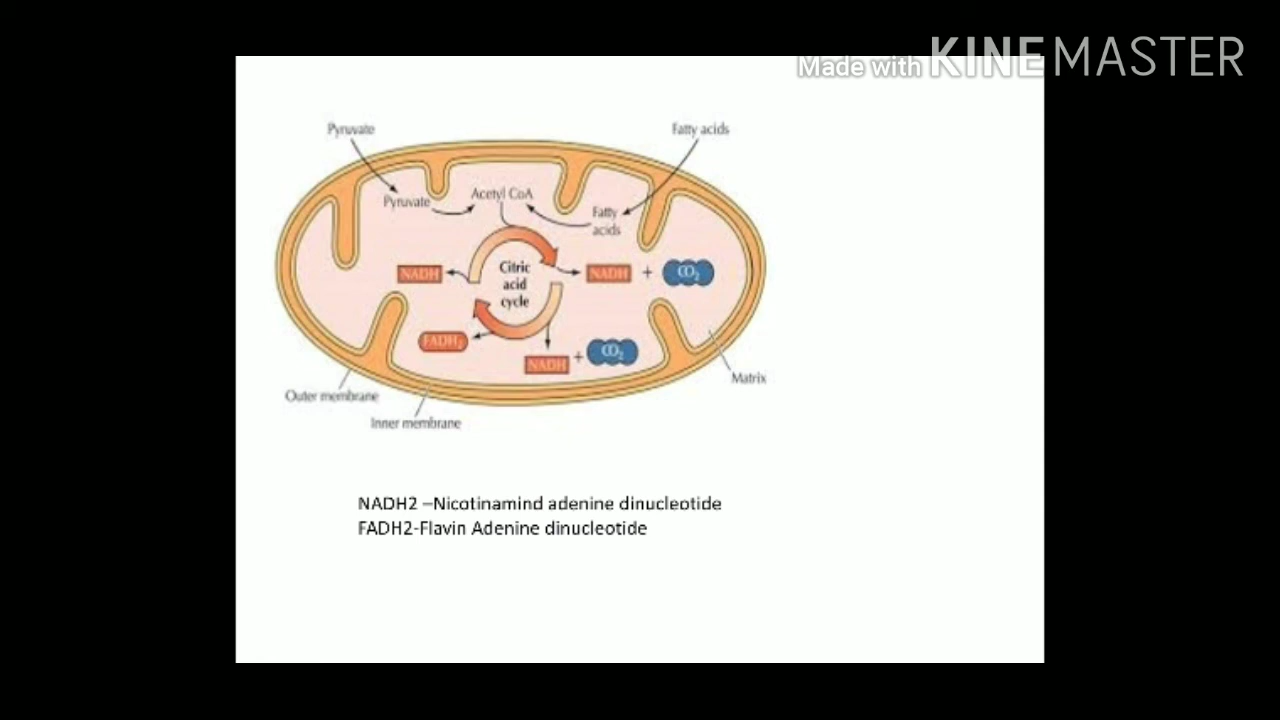 Made with KINEMASTER
Pyruvate
Fatty acids
Pyruvate
Acetyl CoA
Fatty
acids
NADH
Citric
acid
cycle
NADH + CO2
FADH2
NADH + CO2
Matrix
Outer membrane
Inner membrane
NADH2 –Nicotinamind adenine dinucleotide
FADH2-Flavin Adenine dinucleotide